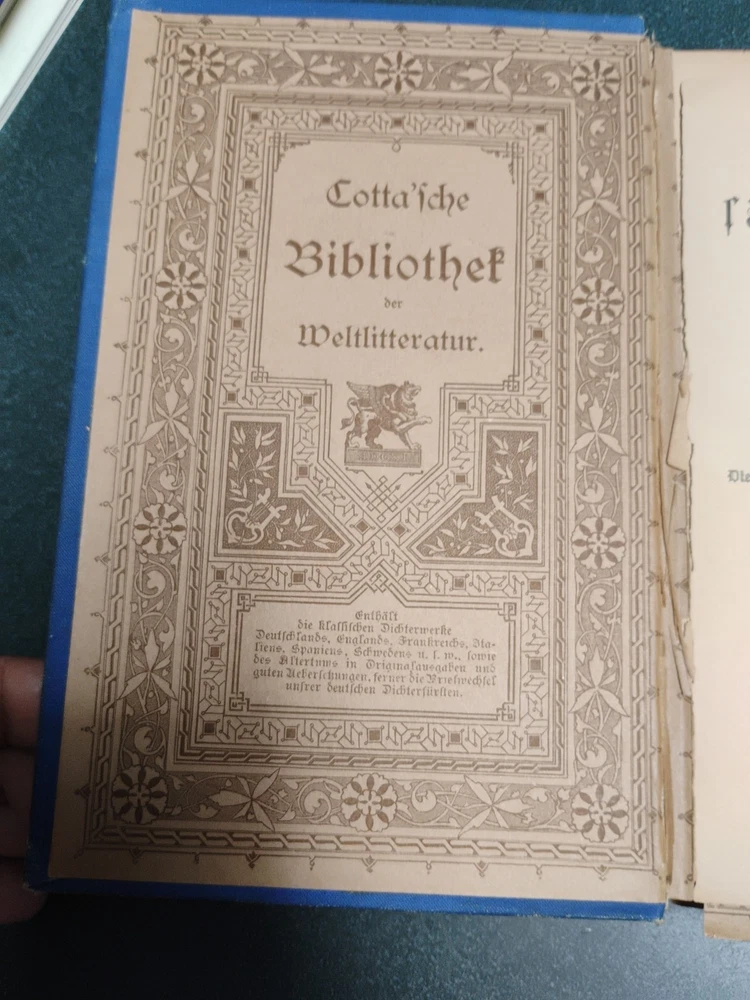 Cotta'sche
Bibliothek
der
Weltlitteratur.
Enthält
die klassischen Dichterwerke
Deutschlands, Englands, Frankreichs, Ita-
liens, Spaniens, Schwedens u. s. w., sowie
des Altertums in Originalausgaben und
guten Uebersetzungen, ferner die Briefwechsel
unsrer deutschen Dichterfürsten.
Die